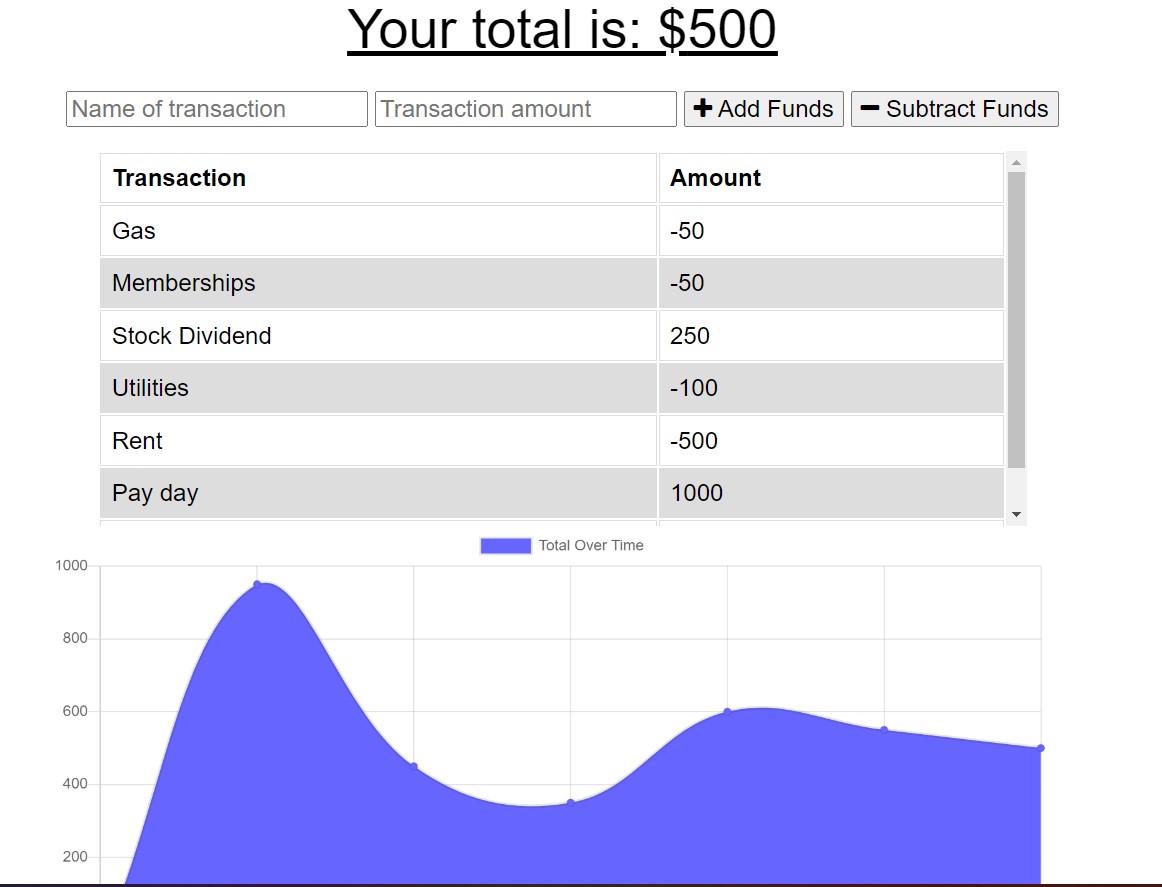 Your total is: $500
Name of transaction Transaction amount Add Funds Subtract Funds
Transaction Amount
Gas -50
Memberships -50
Stock Dividend 250
Utilities -100
Rent -500
Pay day 1000
Total Over Time
1000
800
600
400
200